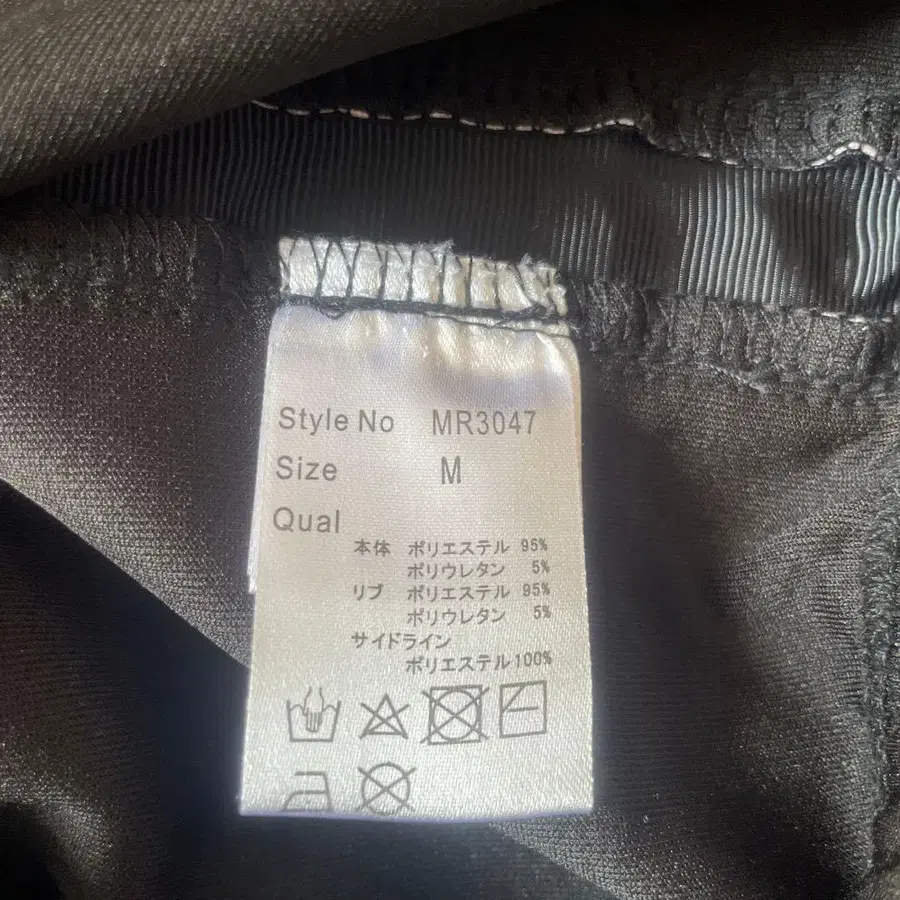 Style No MR3047
Size M
Qual
本体 ポリエステル 95%
ポリウレタン 5%
リブ ポリエステル 95%
ポリウレタン 5%
サイドライン
ポリエステル100%